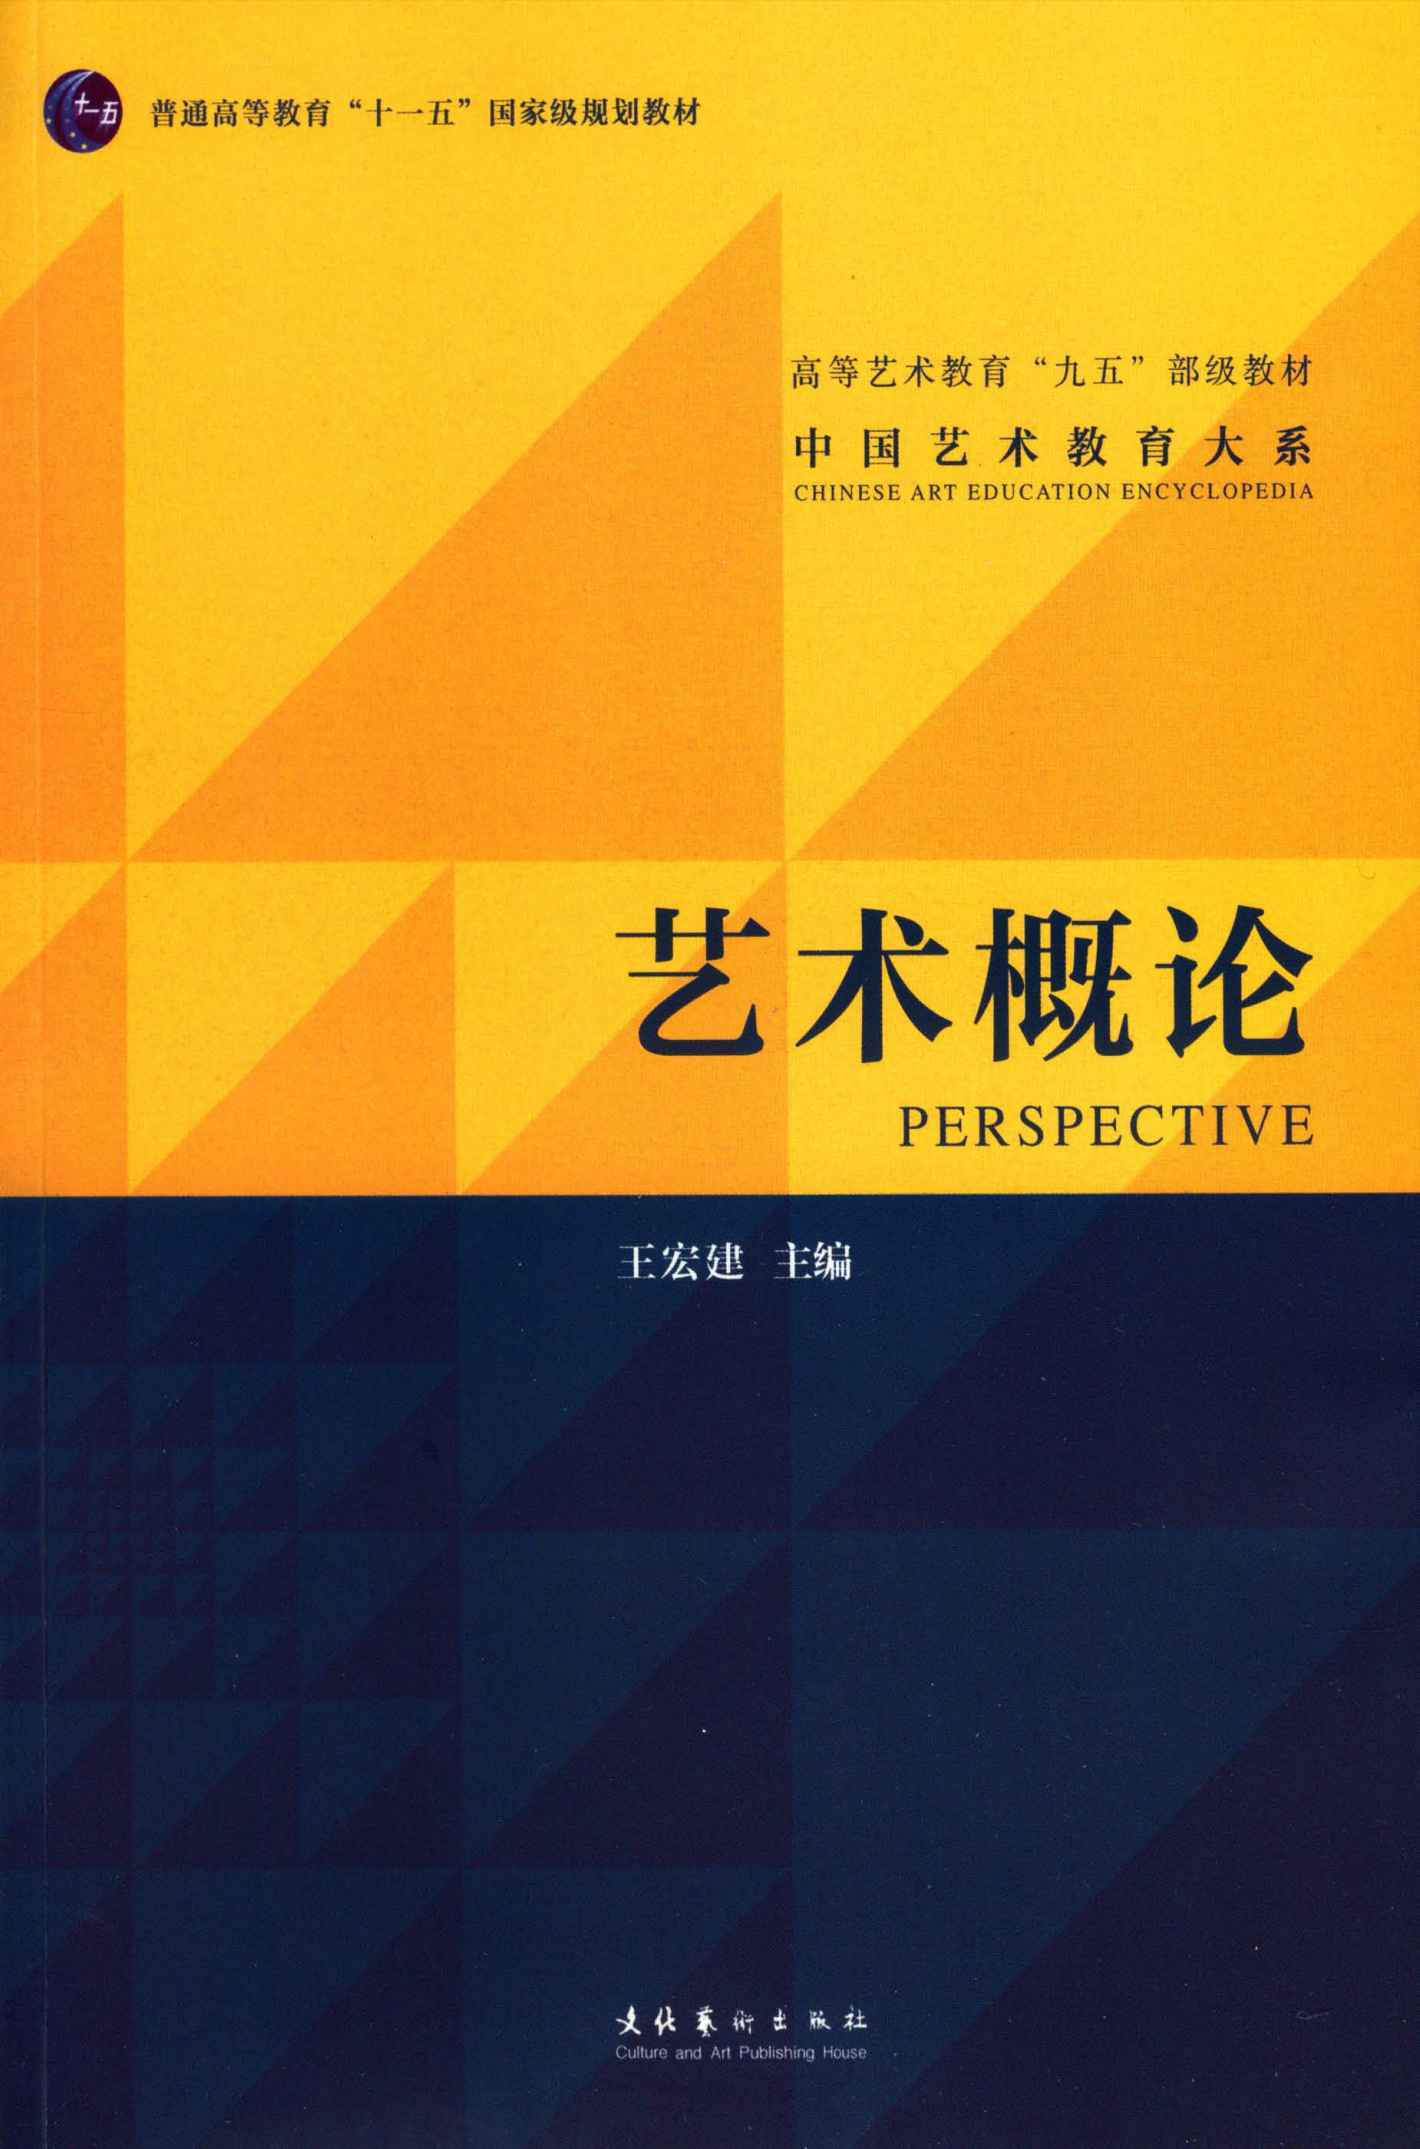 十一五
普通高等教育“十一五”国家级规划教材
高等艺术教育“九五”部级教材
中国艺术教育大系
CHINESE ART EDUCATION ENCYCLOPEDIA
艺术概论
PERSPECTIVE
王宏建 主编
文化藝術出版社
Culture and Art Publishing House